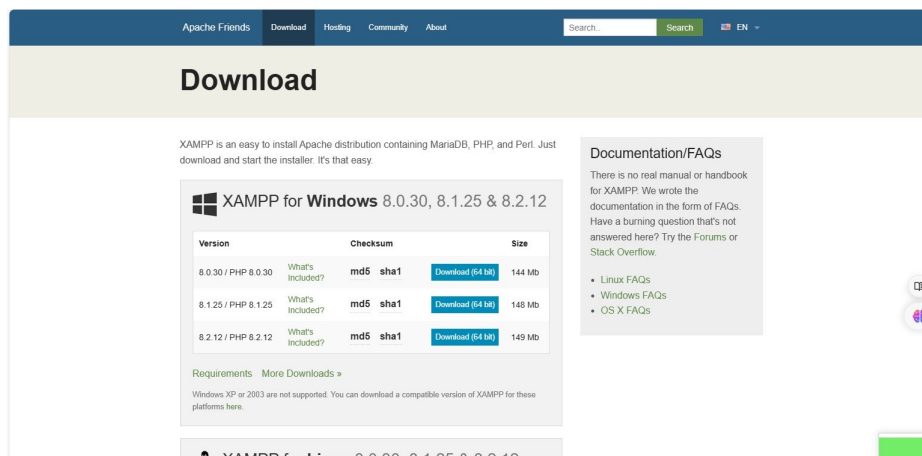 Apache Friends Download Hosting Community About Search.. Search EN
Download
XAMPP is an easy to install Apache distribution containing MariaDB, PHP, and Perl. Just
download and start the installer. It's that easy.
XAMPP for Windows 8.0.30, 8.1.25 & 8.2.12
Version Checksum Size
8.0.30 / PHP 8.0.30 What's Included? md5 sha1 Download (64 bit) 144 Mb
8.1.25 / PHP 8.1.25 What's Included? md5 sha1 Download (64 bit) 148 Mb
8.2.12 / PHP 8.2.12 What's Included? md5 sha1 Download (64 bit) 149 Mb
Requirements More Downloads »
Windows XP or 2003 are not supported. You can download a compatible version of XAMPP for these
platforms here.
Documentation/FAQs
There is no real manual or handbook
for XAMPP. We wrote the
documentation in the form of FAQs.
Have a burning question that's not
answered here? Try the Forums or
Stack Overflow.
• Linux FAQs
• Windows FAQs
• OS X FAQs